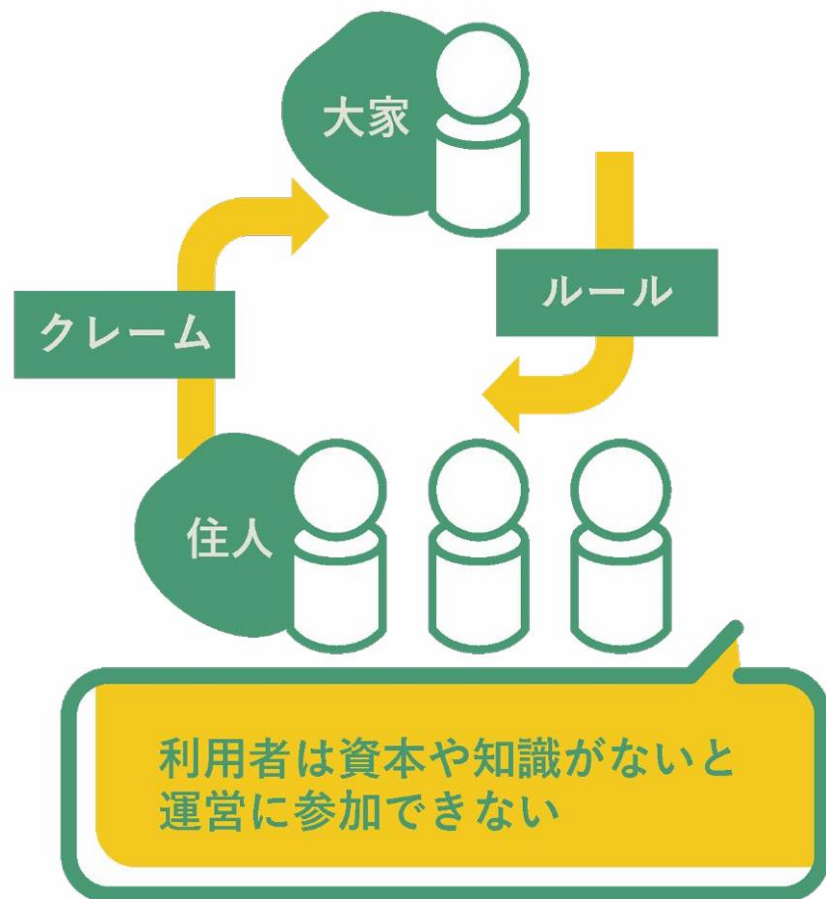 大家
ルール
クレーム
住人
利用者は資本や知識がないと
運営に参加できない